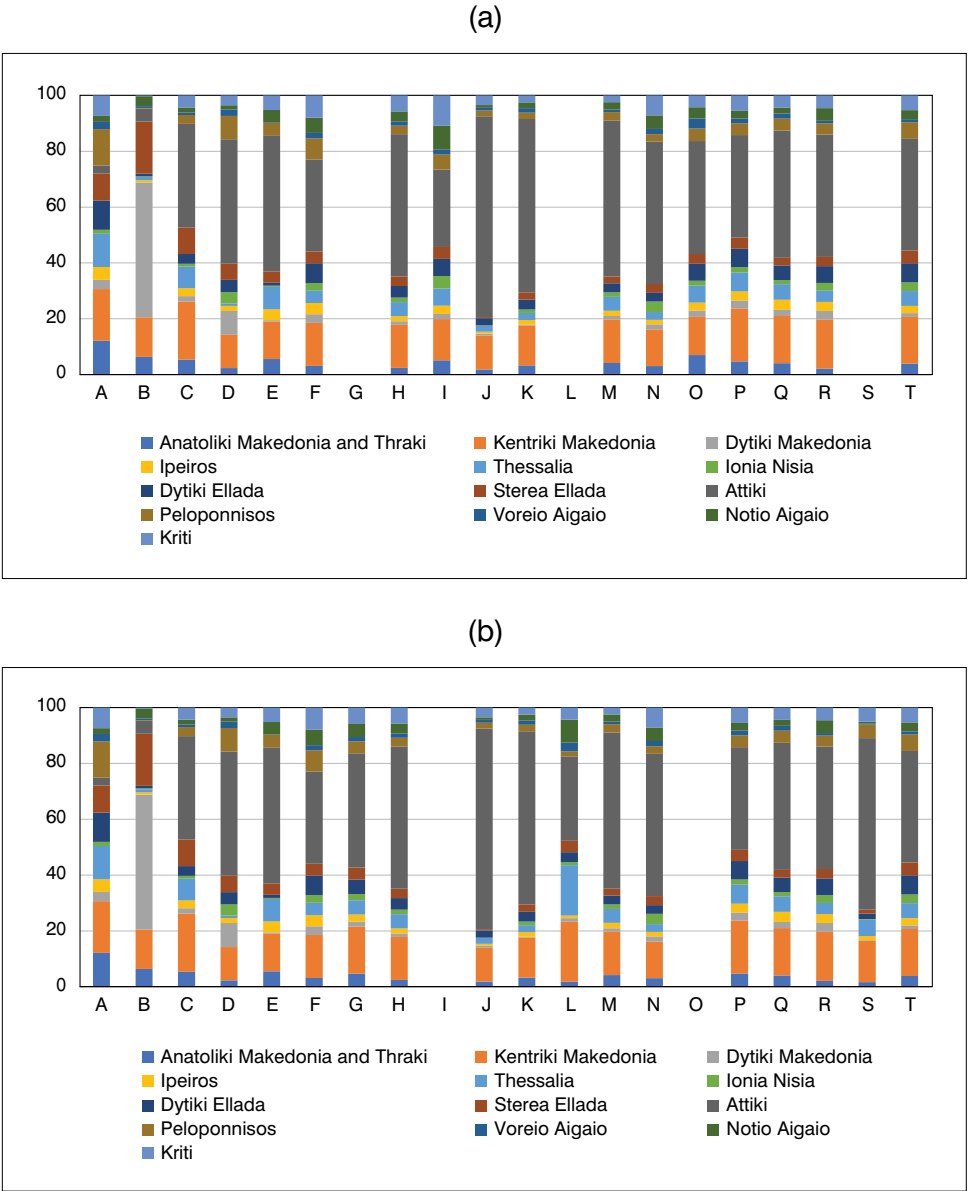 (a)
100
80
60
40
20
0
A B C D E F G H I J K L M N O P Q R S T
Anatoliki Makedonia and Thraki Kentriki Makedonia Dytiki Makedonia
Ipeiros Thessalia Ionia Nisia
Dytiki Ellada Sterea Ellada Attiki
Peloponnisos Voreio Aigaio Notio Aigaio
Kriti
(b)
100
80
60
40
20
0
A B C D E F G H I J K L M N O P Q R S T
Anatoliki Makedonia and Thraki Kentriki Makedonia Dytiki Makedonia
Ipeiros Thessalia Ionia Nisia
Dytiki Ellada Sterea Ellada Attiki
Peloponnisos Voreio Aigaio Notio Aigaio
Kriti